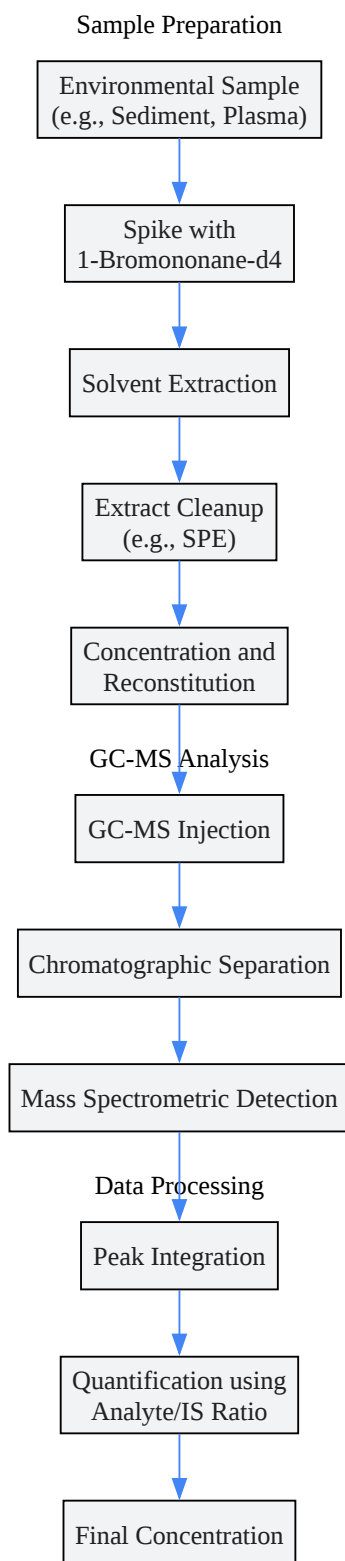 Sample Preparation
Environmental Sample
(e.g., Sediment, Plasma)
Spike with
1-Bromononane-d4
Solvent Extraction
Extract Cleanup
(e.g., SPE)
Concentration and
Reconstitution
GC-MS Analysis
GC-MS Injection
Chromatographic Separation
Mass Spectrometric Detection
Data Processing
Peak Integration
Quantification using
Analyte/IS Ratio
Final Concentration